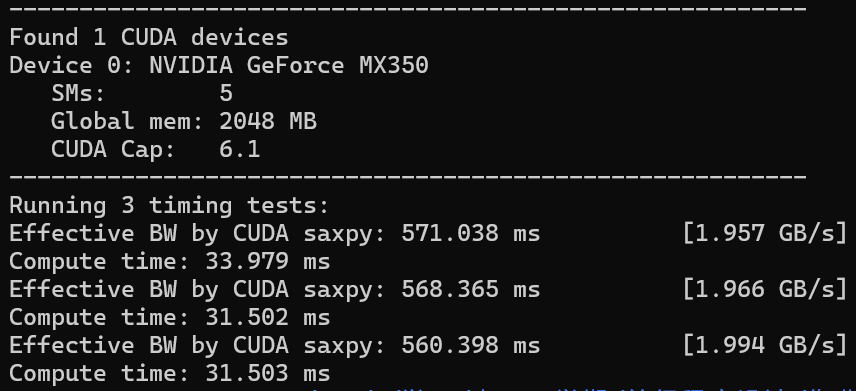 ---------------------------------------------------------
Found 1 CUDA devices
Device 0: NVIDIA GeForce MX350
   SMs:        5
   Global mem: 2048 MB
   CUDA Cap:   6.1
---------------------------------------------------------
Running 3 timing tests:
Effective BW by CUDA saxpy: 571.038 ms          [1.957 GB/s]
Compute time: 33.979 ms
Effective BW by CUDA saxpy: 568.365 ms          [1.966 GB/s]
Compute time: 31.502 ms
Effective BW by CUDA saxpy: 560.398 ms          [1.994 GB/s]
Compute time: 31.503 ms